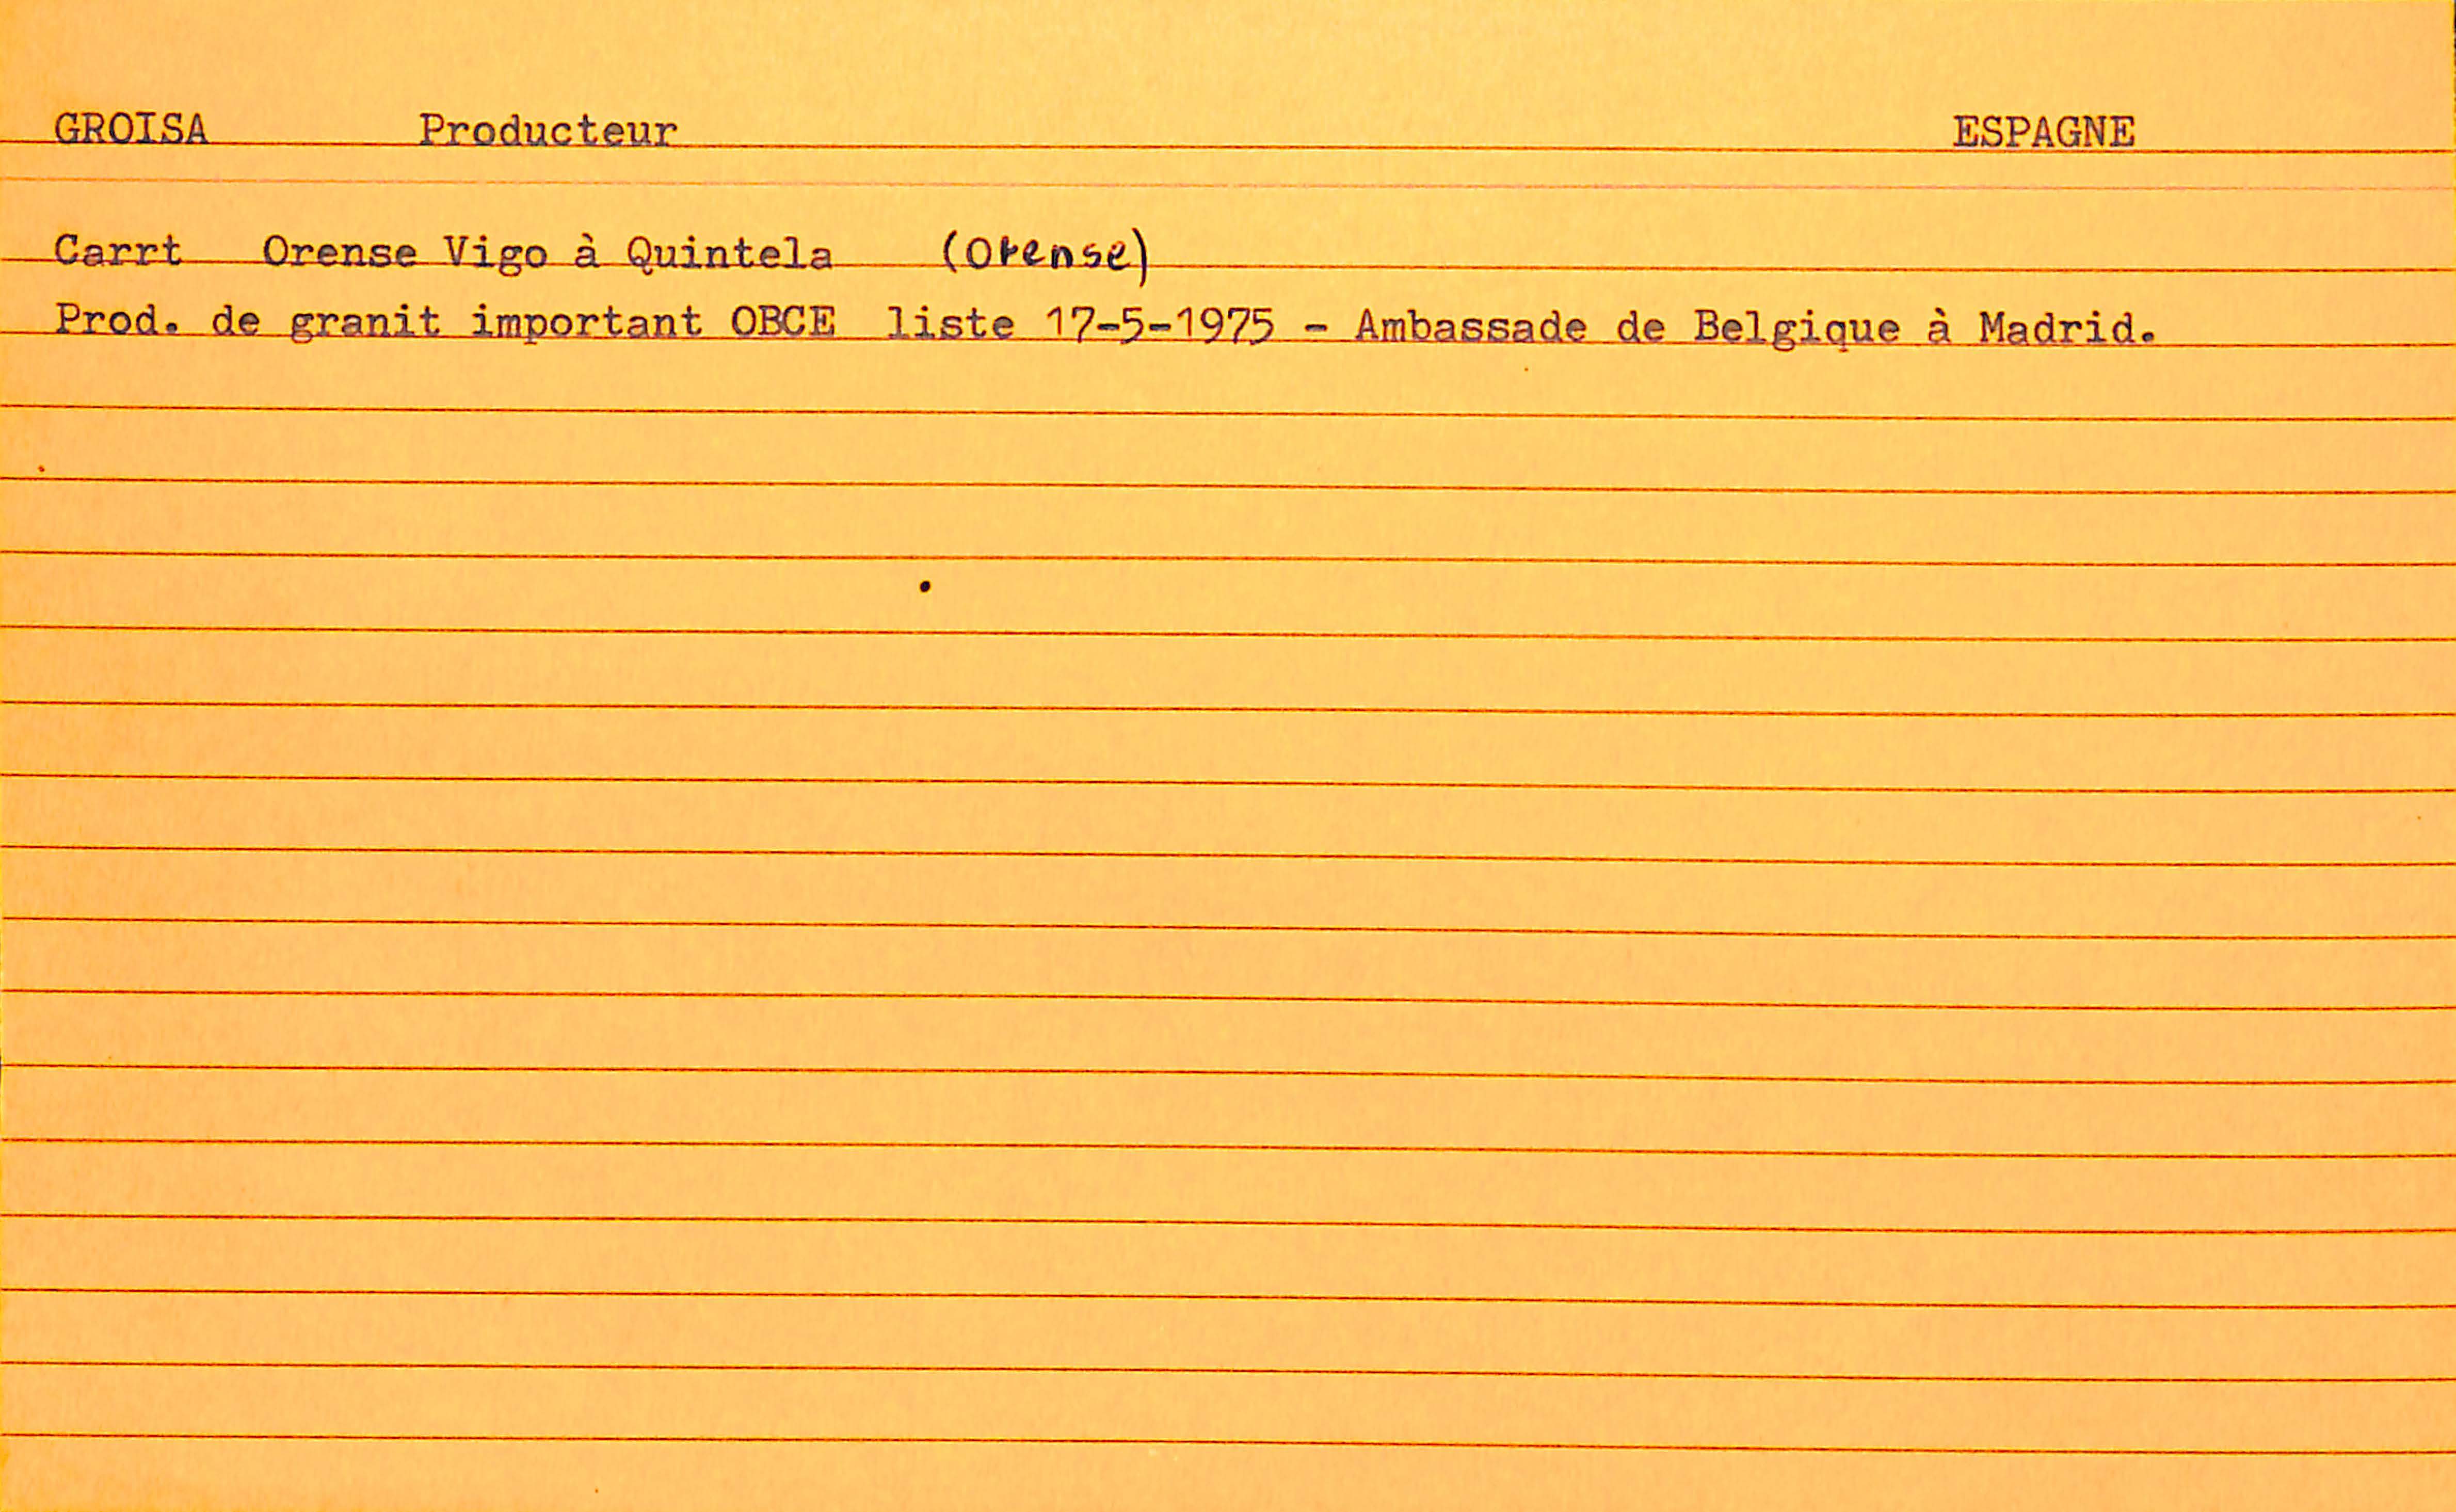 GROISA Producteur ESPAGNE
Carrt Orense Vigo à Quintela (Orense)
Prod. de granit important OBCE liste 17-5-1975 - Ambassade de Belgique à Madrid.